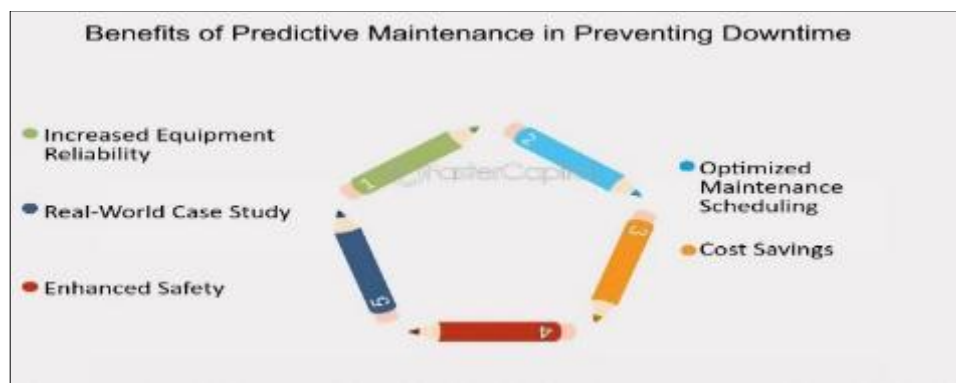 Benefits of Predictive Maintenance in Preventing Downtime
Increased Equipment
Reliability
Real-World Case Study
Enhanced Safety
1
2
3
4
5
Optimized
Maintenance
Scheduling
Cost Savings